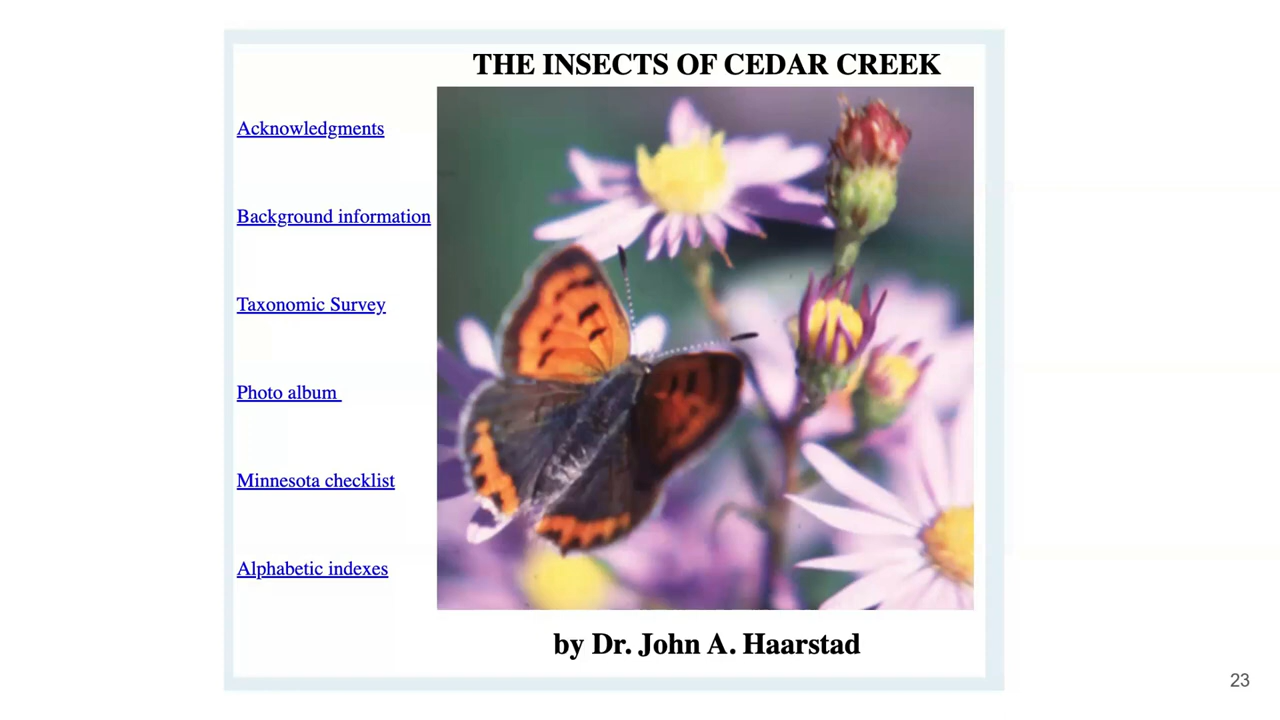 THE INSECTS OF CEDAR CREEK
Acknowledgments
Background information
Taxonomic Survey
Photo album
Minnesota checklist
Alphabetic indexes
by Dr. John A. Haarstad
23